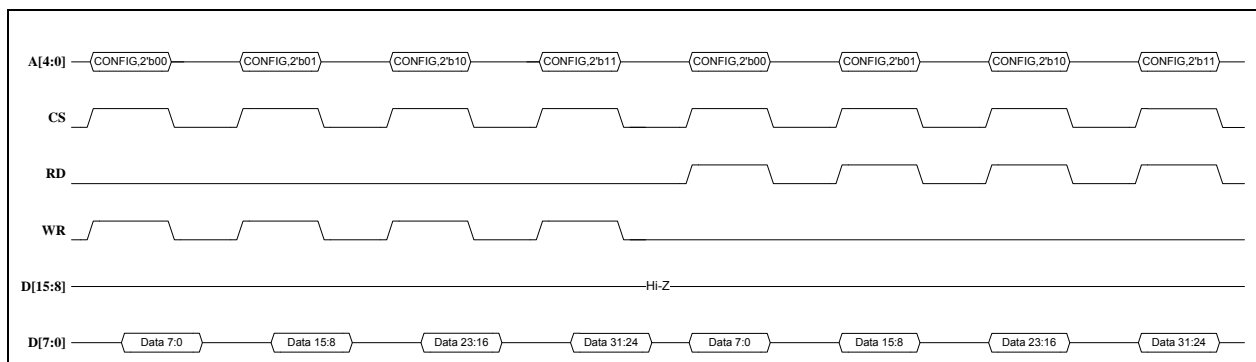 A[4:0] CONFIG,2'b00 CONFIG,2'b01 CONFIG,2'b10 CONFIG,2'b11 CONFIG,2'b00 CONFIG,2'b01 CONFIG,2'b10 CONFIG,2'b11
CS
RD
WR
D[15:8] Hi-Z
D[7:0] Data 7:0 Data 15:8 Data 23:16 Data 31:24 Data 7:0 Data 15:8 Data 23:16 Data 31:24